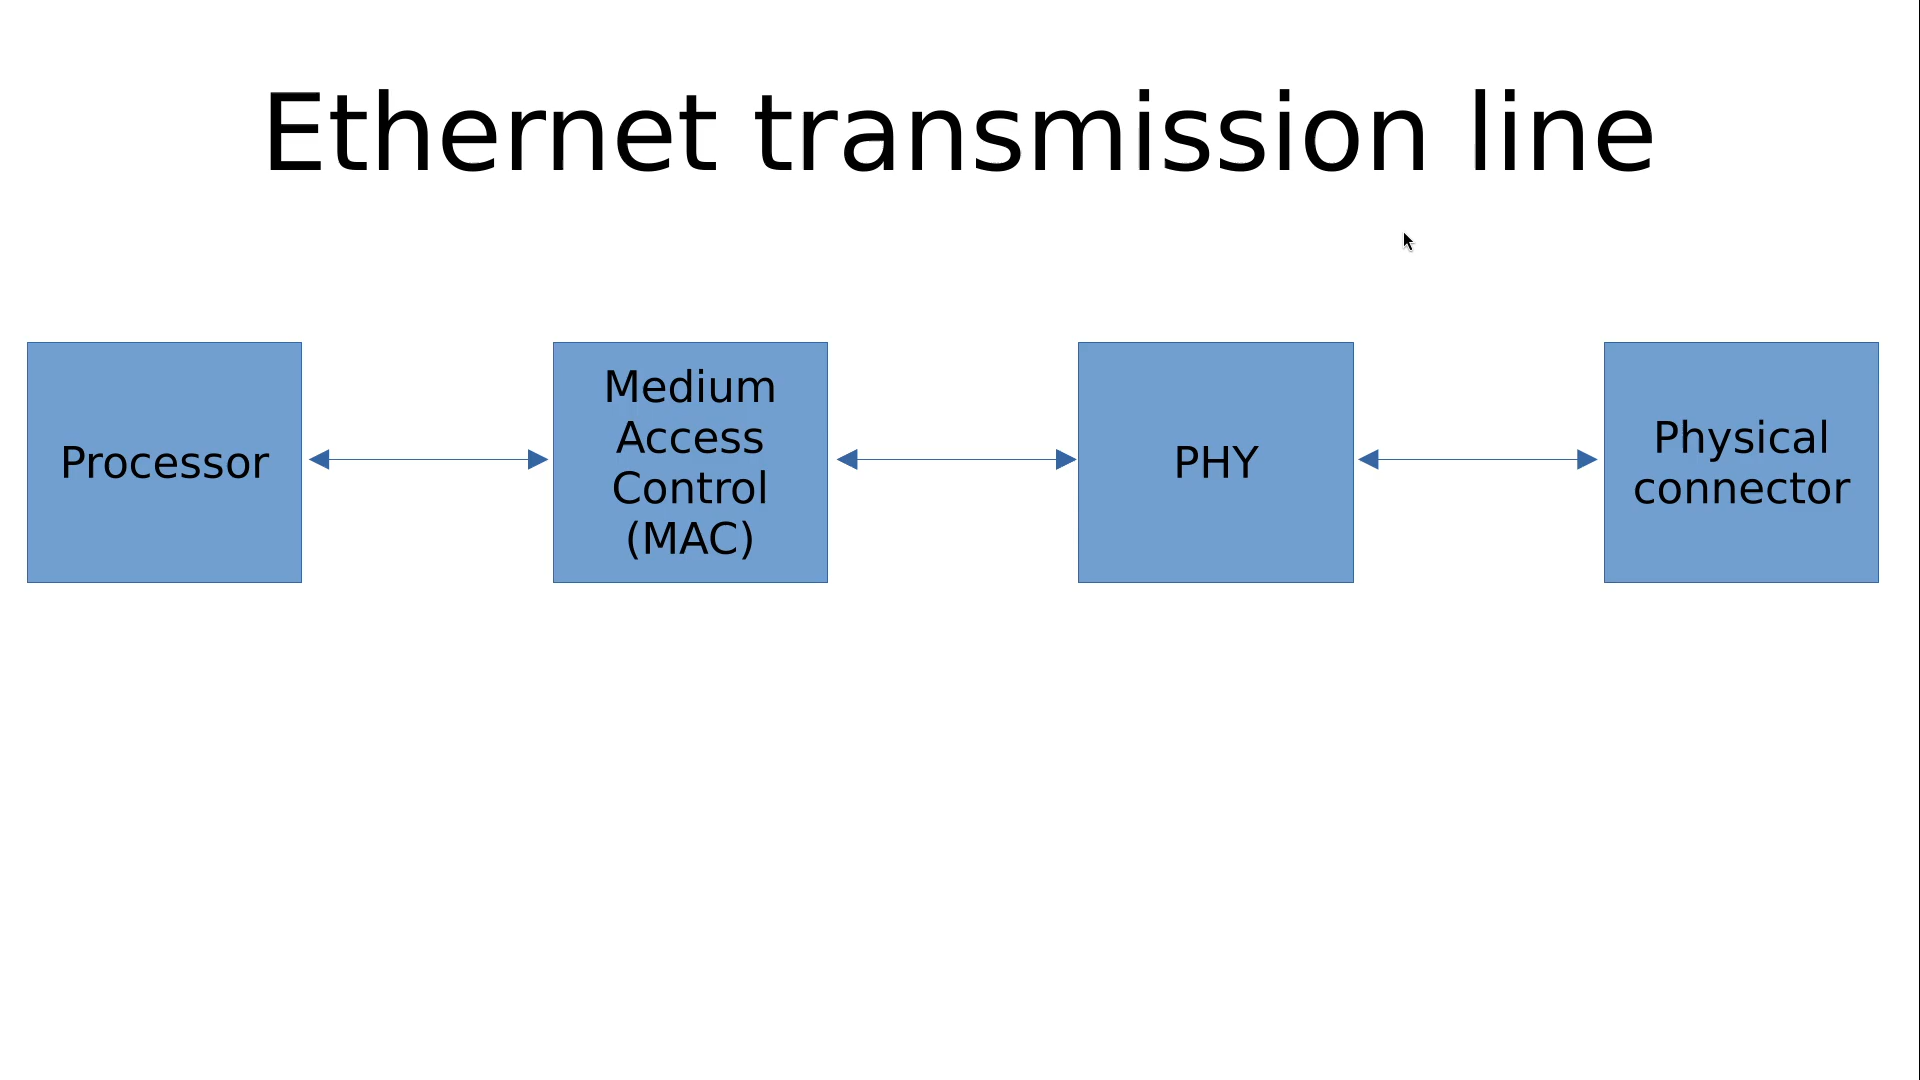 Ethernet transmission line
Processor
Medium
Access
Control
(MAC)
PHY
Physical
connector